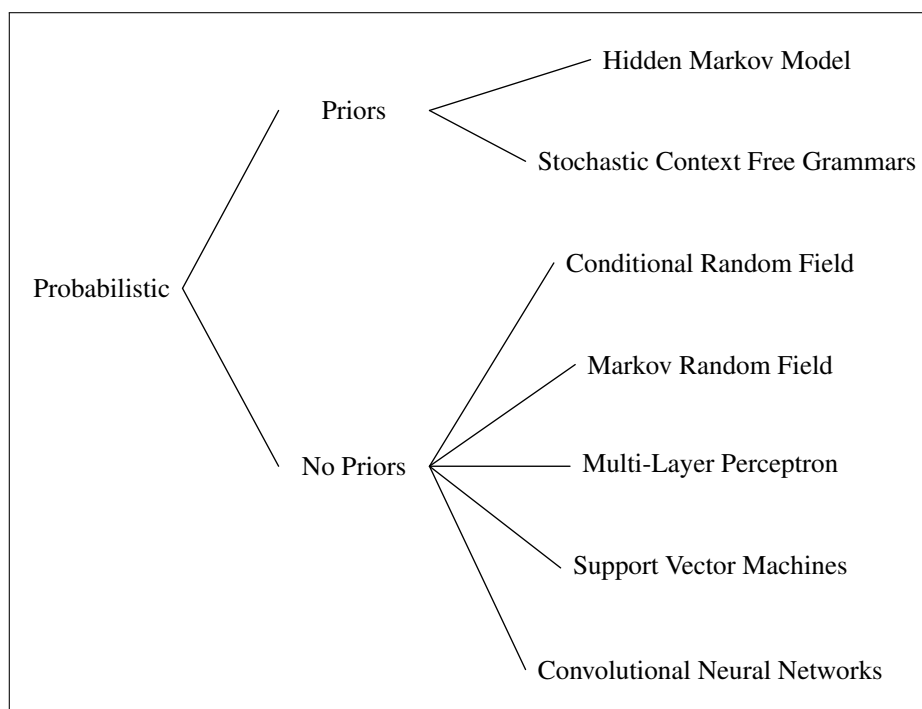 Hidden Markov Model
Priors
Stochastic Context Free Grammars
Conditional Random Field
Probabilistic
Markov Random Field
No Priors
Multi-Layer Perceptron
Support Vector Machines
Convolutional Neural Networks